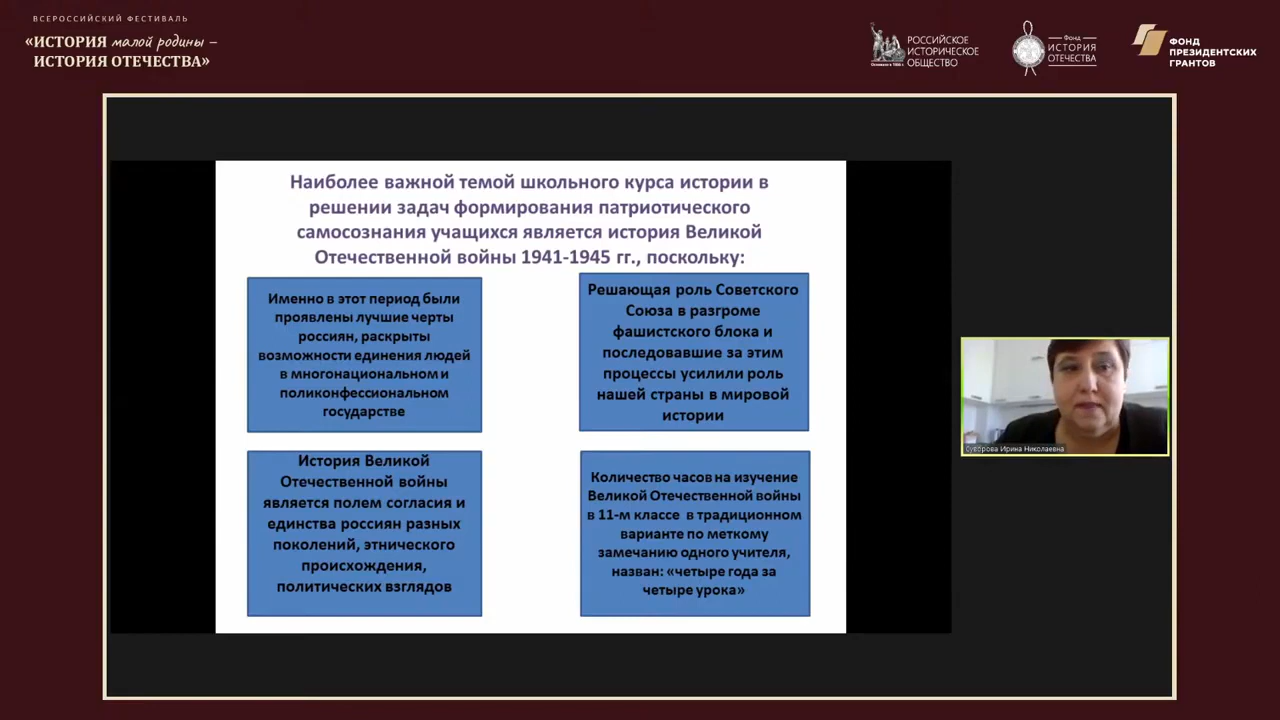 ВСЕРОССИЙСКИЙ ФЕСТИВАЛЬ
«ИСТОРИЯ малой родины –
ИСТОРИЯ ОТЕЧЕСТВА»
РОССИЙСКОЕ
ИСТОРИЧЕСКОЕ
ОБЩЕСТВО
Основано в 1866 г.
Фонд
ИСТОРИЯ
ОТЕЧЕСТВА
ФОНД
ПРЕЗИДЕНТСКИХ
ГРАНТОВ
Наиболее важной темой школьного курса истории в
решении задач формирования патриотического
самосознания учащихся является история Великой
Отечественной войны 1941-1945 гг., поскольку:
Именно в этот период были
проявлены лучшие черты
россиян, раскрыты
возможности единения людей
в многонациональном и
поликонфессиональном
государстве
Решающая роль Советского
Союза в разгроме
фашистского блока и
последовавшие за этим
процессы усилили роль
нашей страны в мировой
истории
История Великой
Отечественной войны
является полем согласия и
единства россиян разных
поколений, этнического
происхождения,
политических взглядов
Количество часов на изучение
Великой Отечественной войны
в 11-м классе в традиционном
варианте по меткому
замечанию одного учителя,
назван: «четыре года за
четыре урока»
Суворова Ирина Николаевна